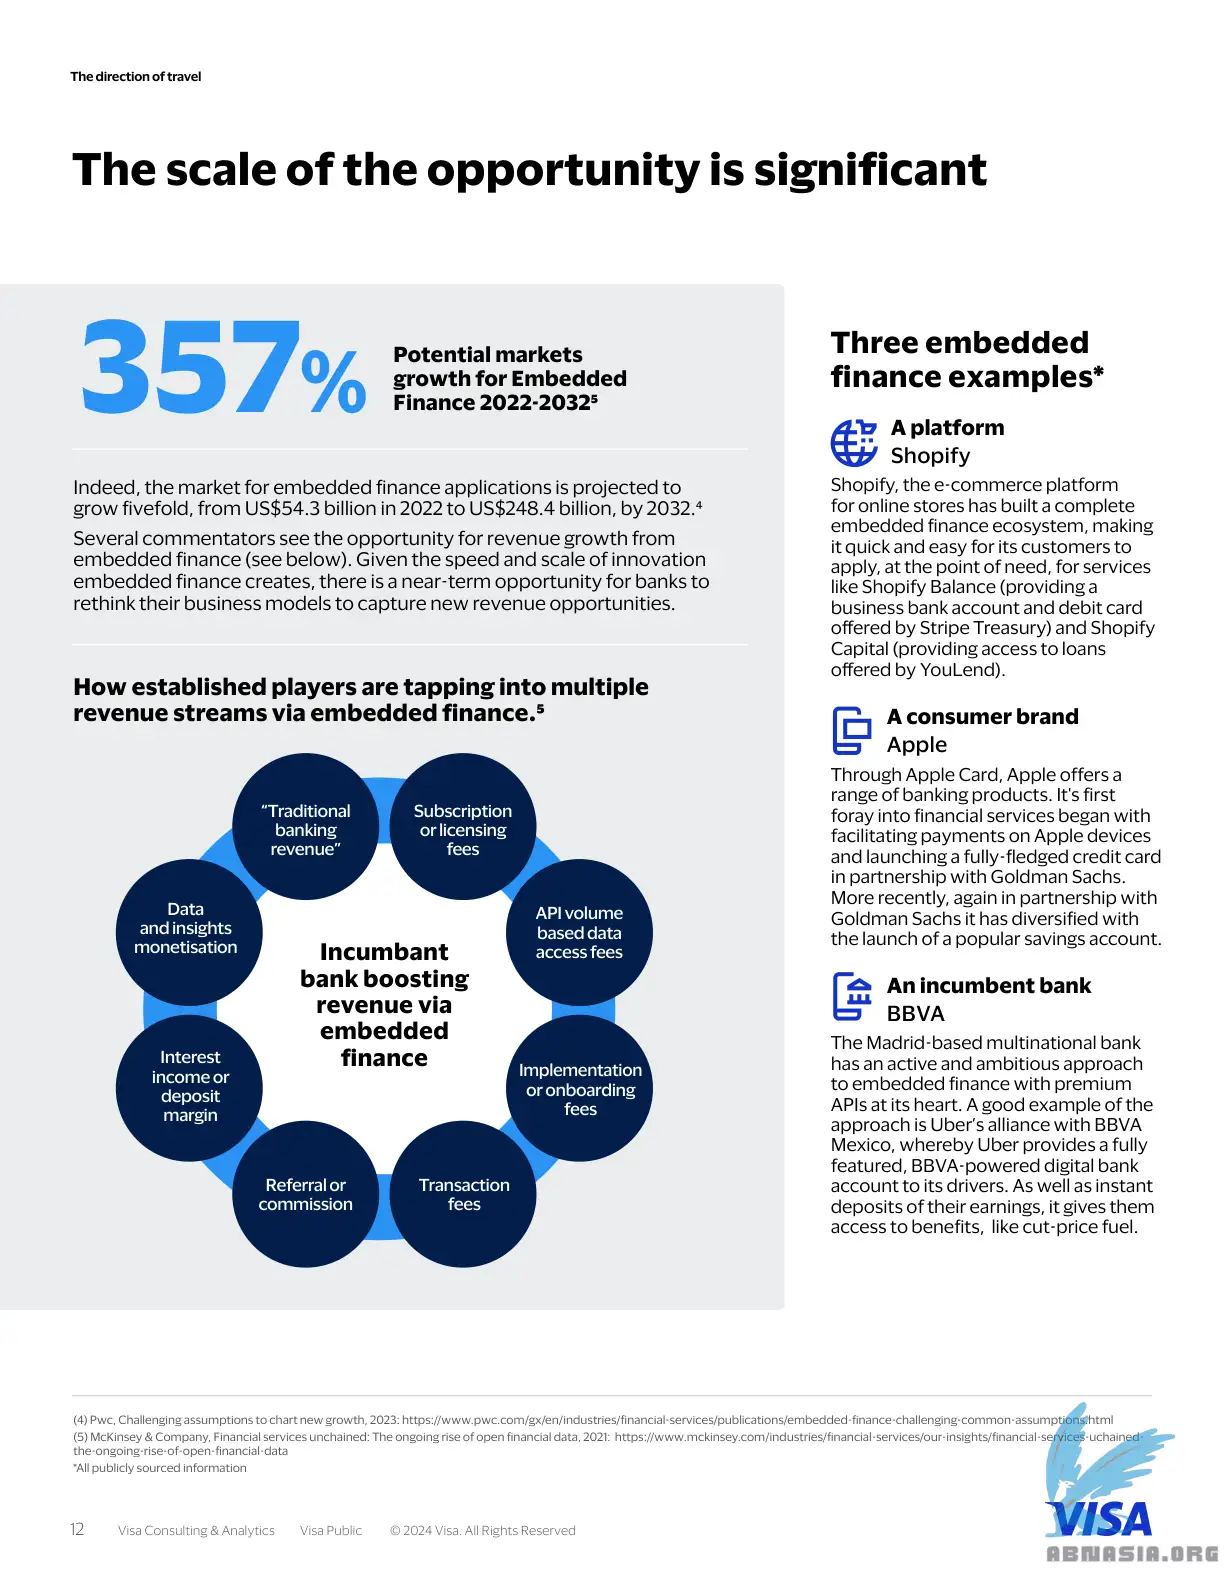 The direction of travel
The scale of the opportunity is significant
357%
Potential markets
growth for Embedded
Finance 2022-2032⁵
Indeed, the market for embedded finance applications is projected to
grow fivefold, from US$54.3 billion in 2022 to US$248.4 billion, by 2032.⁴
Several commentators see the opportunity for revenue growth from
embedded finance (see below). Given the speed and scale of innovation
embedded finance creates, there is a near-term opportunity for banks to
rethink their business models to capture new revenue opportunities.
How established players are tapping into multiple
revenue streams via embedded finance.⁵
“Traditional
banking
revenue”
Subscription
or licensing
fees
Data
and insights
monetisation
API volume
based data
access fees
Incumbant
bank boosting
revenue via
embedded
finance
Interest
income or
deposit
margin
Implementation
or onboarding
fees
Referral or
commission
Transaction
fees
Three embedded
finance examples*
A platform
Shopify
Shopify, the e-commerce platform
for online stores has built a complete
embedded finance ecosystem, making
it quick and easy for its customers to
apply, at the point of need, for services
like Shopify Balance (providing a
business bank account and debit card
offered by Stripe Treasury) and Shopify
Capital (providing access to loans
offered by YouLend).
A consumer brand
Apple
Through Apple Card, Apple offers a
range of banking products. It's first
foray into financial services began with
facilitating payments on Apple devices
and launching a fully-fledged credit card
in partnership with Goldman Sachs.
More recently, again in partnership with
Goldman Sachs it has diversified with
the launch of a popular savings account.
An incumbent bank
BBVA
The Madrid-based multinational bank
has an active and ambitious approach
to embedded finance with premium
APIs at its heart. A good example of the
approach is Uber's alliance with BBVA
Mexico, whereby Uber provides a fully
featured, BBVA-powered digital bank
account to its drivers. As well as instant
deposits of their earnings, it gives them
access to benefits, like cut-price fuel.
(4) Pwc, Challenging assumptions to chart new growth, 2023: https://www.pwc.com/gx/en/industries/financial-services/publications/embedded-finance-challenging-common-assumptions.html
(5) McKinsey & Company, Financial services unchained: The ongoing rise of open financial data, 2021: https://www.mckinsey.com/industries/financial-services/our-insights/financial-services-uchained-
the-ongoing-rise-of-open-financial-data
*All publicly sourced information
12 Visa Consulting & Analytics Visa Public © 2024 Visa. All Rights Reserved
VISA
ABNASIA.ORG